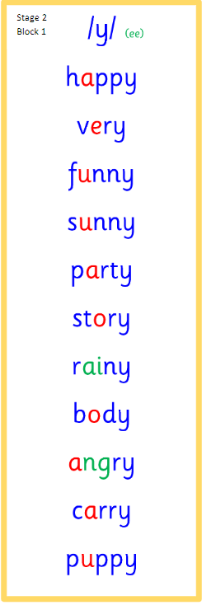 Stage 2
Block 1
/y/ (ee)
happy
very
funny
sunny
party
story
rainy
body
angry
carry
puppy